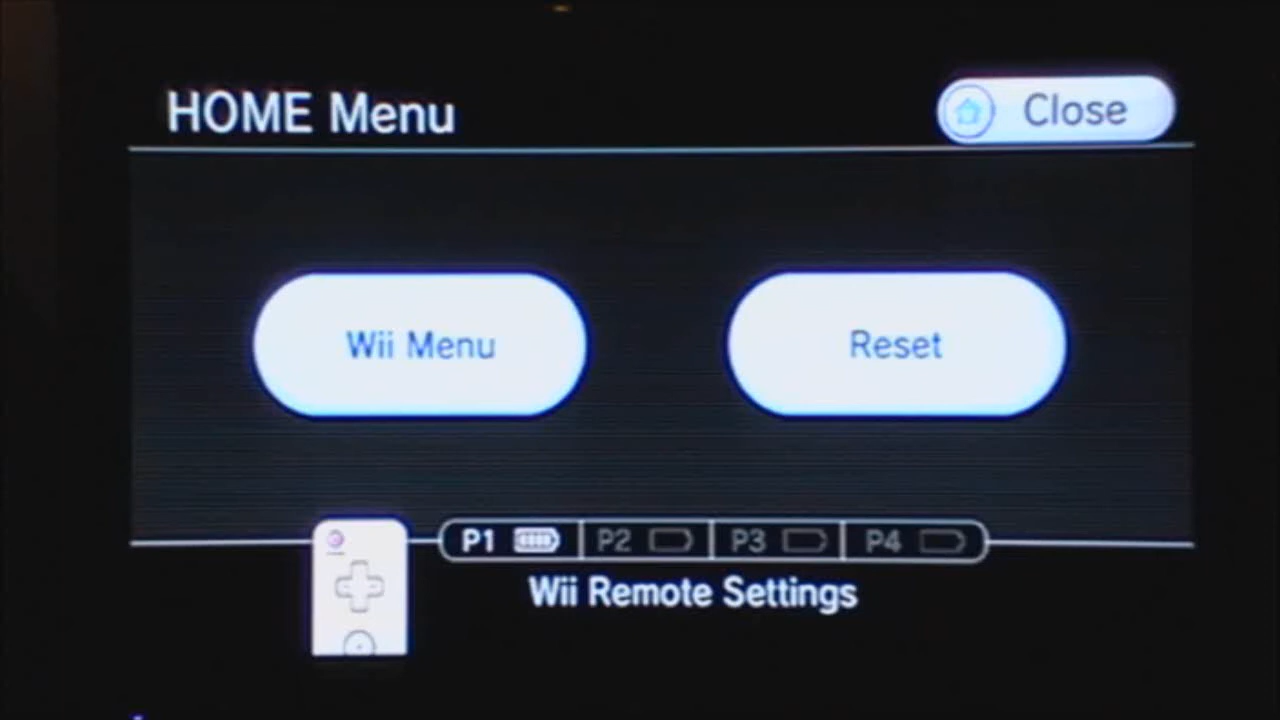 HOME Menu
Close
Wii Menu
Reset
P1 P2 P3 P4
Wii Remote Settings